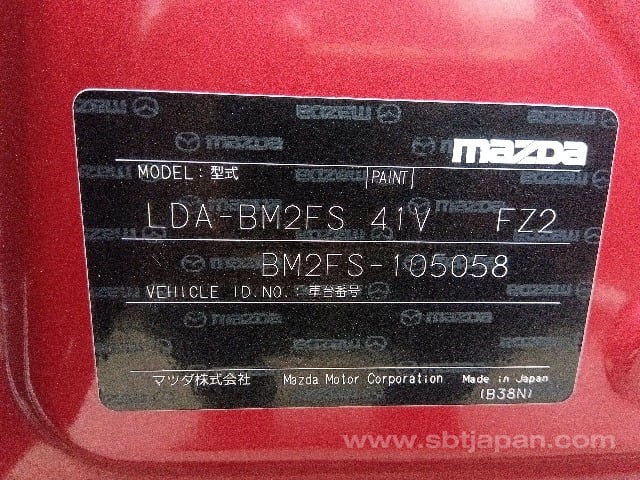 mazda
MODEL: 型式 PAINT
LDA-BM2FS 41V FZ2
BM2FS-105058
VEHICLE ID.NO.: 車台番号
マツダ株式会社 Mazda Motor Corporation Made in Japan
(B38N)
www.sbtjapan.com